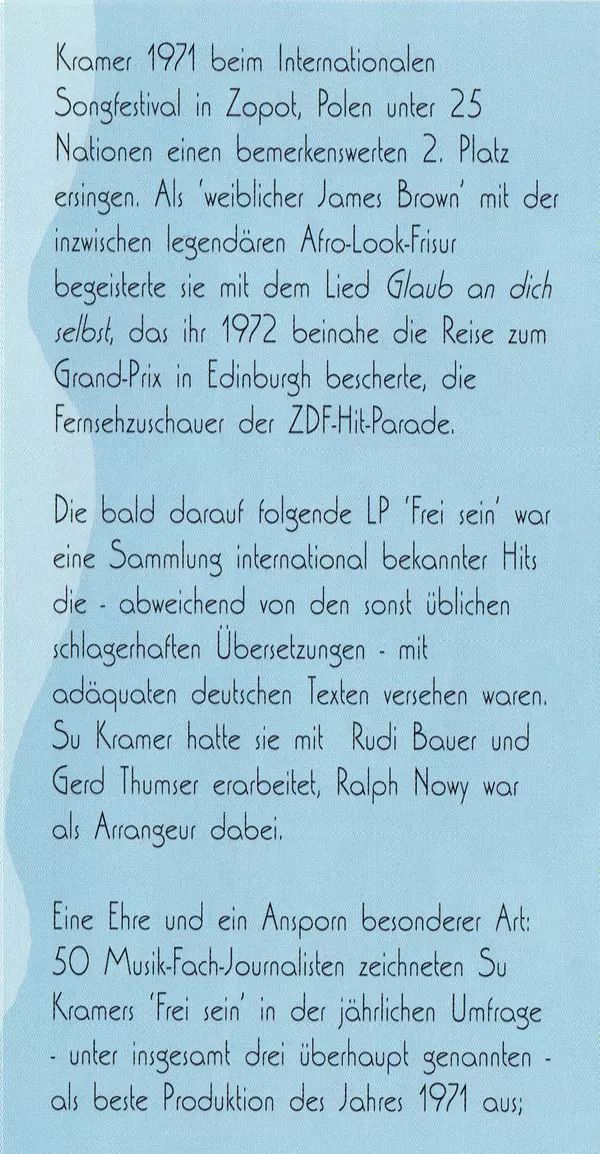 Kramer 1971 beim Internationalen
Songfestival in Zopot, Polen unter 25
Nationen einen bemerkenswerten 2. Platz
ersingen. Als 'weiblicher James Brown' mit der
inzwischen legendären Afro-Look-Frisur
begeisterte sie mit dem Lied Glaub an dich
selbst, das ihr 1972 beinahe die Reise zum
Grand-Prix in Edinburgh bescherte, die
Fernsehzuschauer der ZDF-Hit-Parade.

Die bald darauf folgende LP 'Frei sein' war
eine Sammlung international bekannter Hits
die - abweichend von den sonst üblichen
schlagerhaften Übersetzungen - mit
adäquaten deutschen Texten versehen waren.
Su Kramer hatte sie mit Rudi Bauer und
Gerd Thumser erarbeitet, Ralph Nowy war
als Arrangeur dabei.

Eine Ehre und ein Ansporn besonderer Art:
50 Musik-Fach-Journalisten zeichneten Su
Kramers 'Frei sein' in der jährlichen Umfrage
- unter insgesamt drei überhaupt genannten -
als beste Produktion des Jahres 1971 aus;